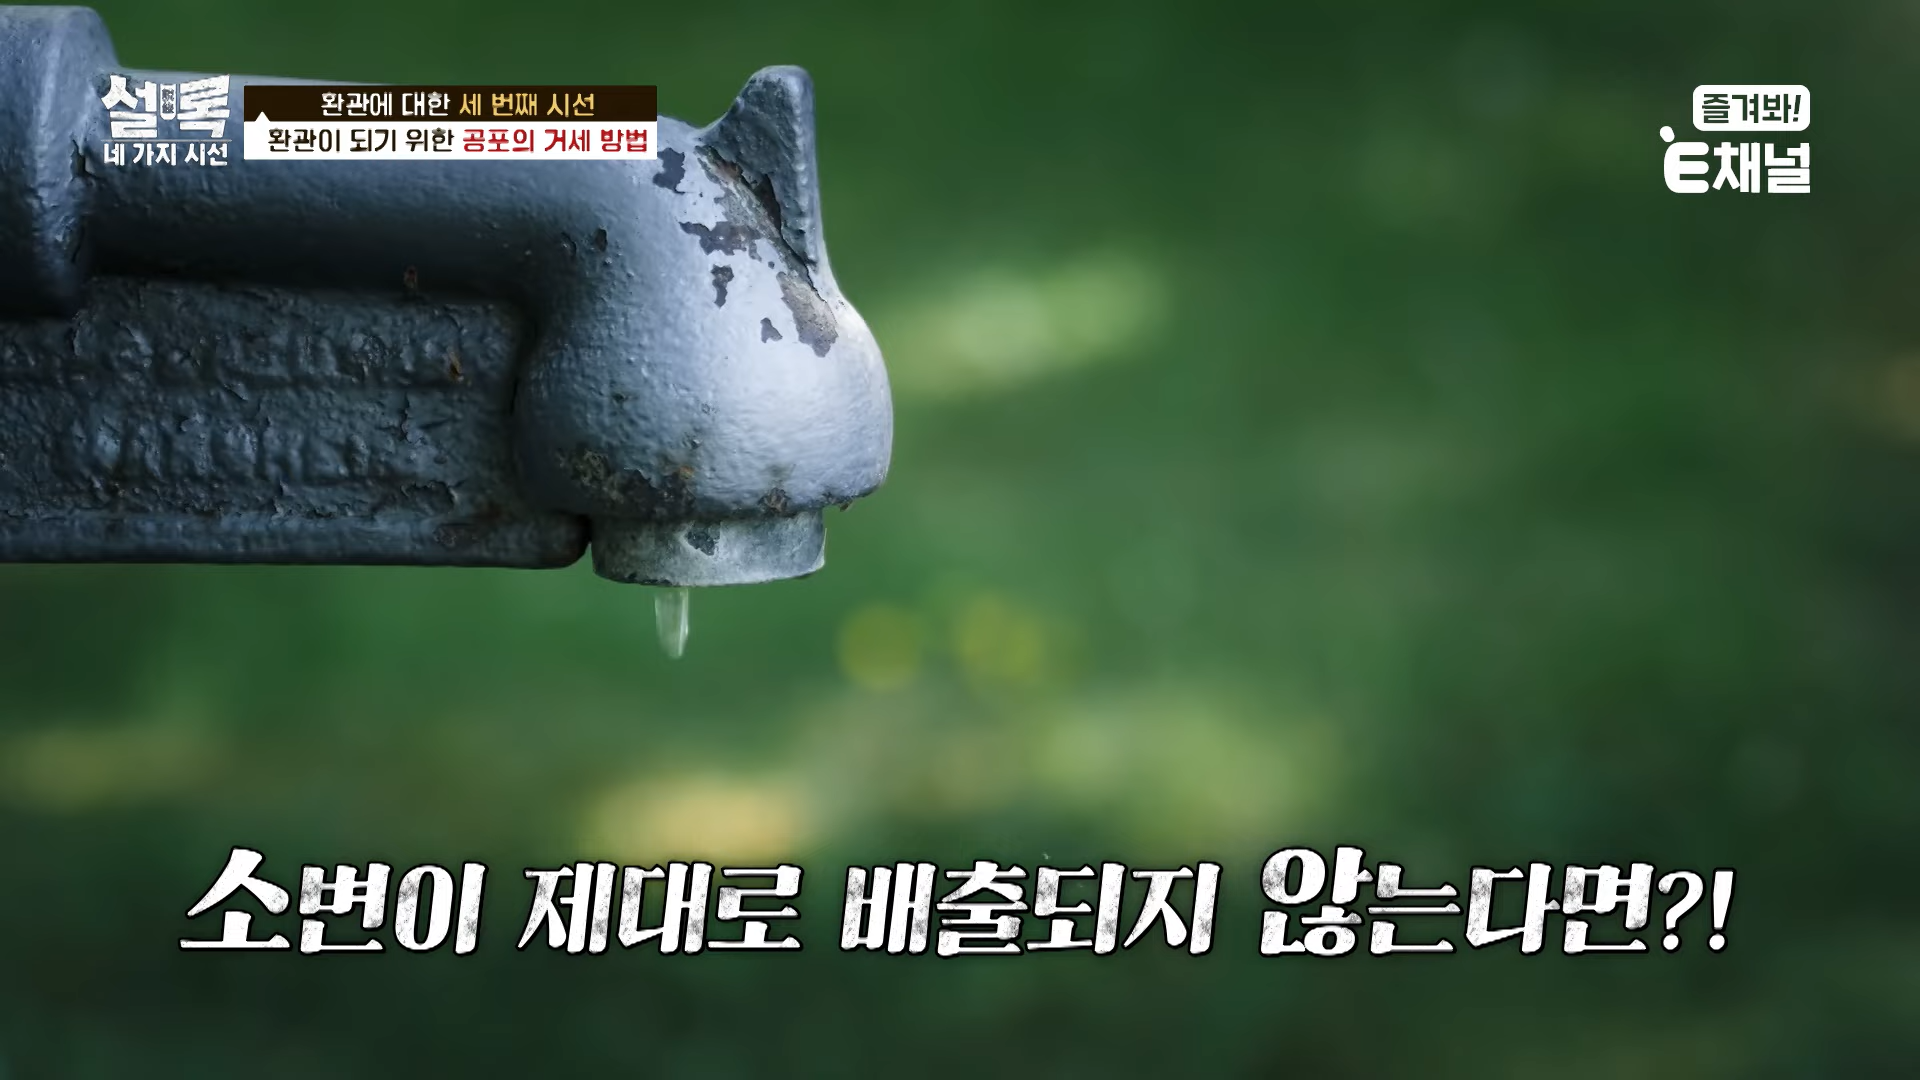 설록
네 가지 시선
환관에 대한 세 번째 시선
환관이 되기 위한 공포의 거세 방법
즐겨봐!
E채널
소변이 제대로 배출되지 않는다면?!